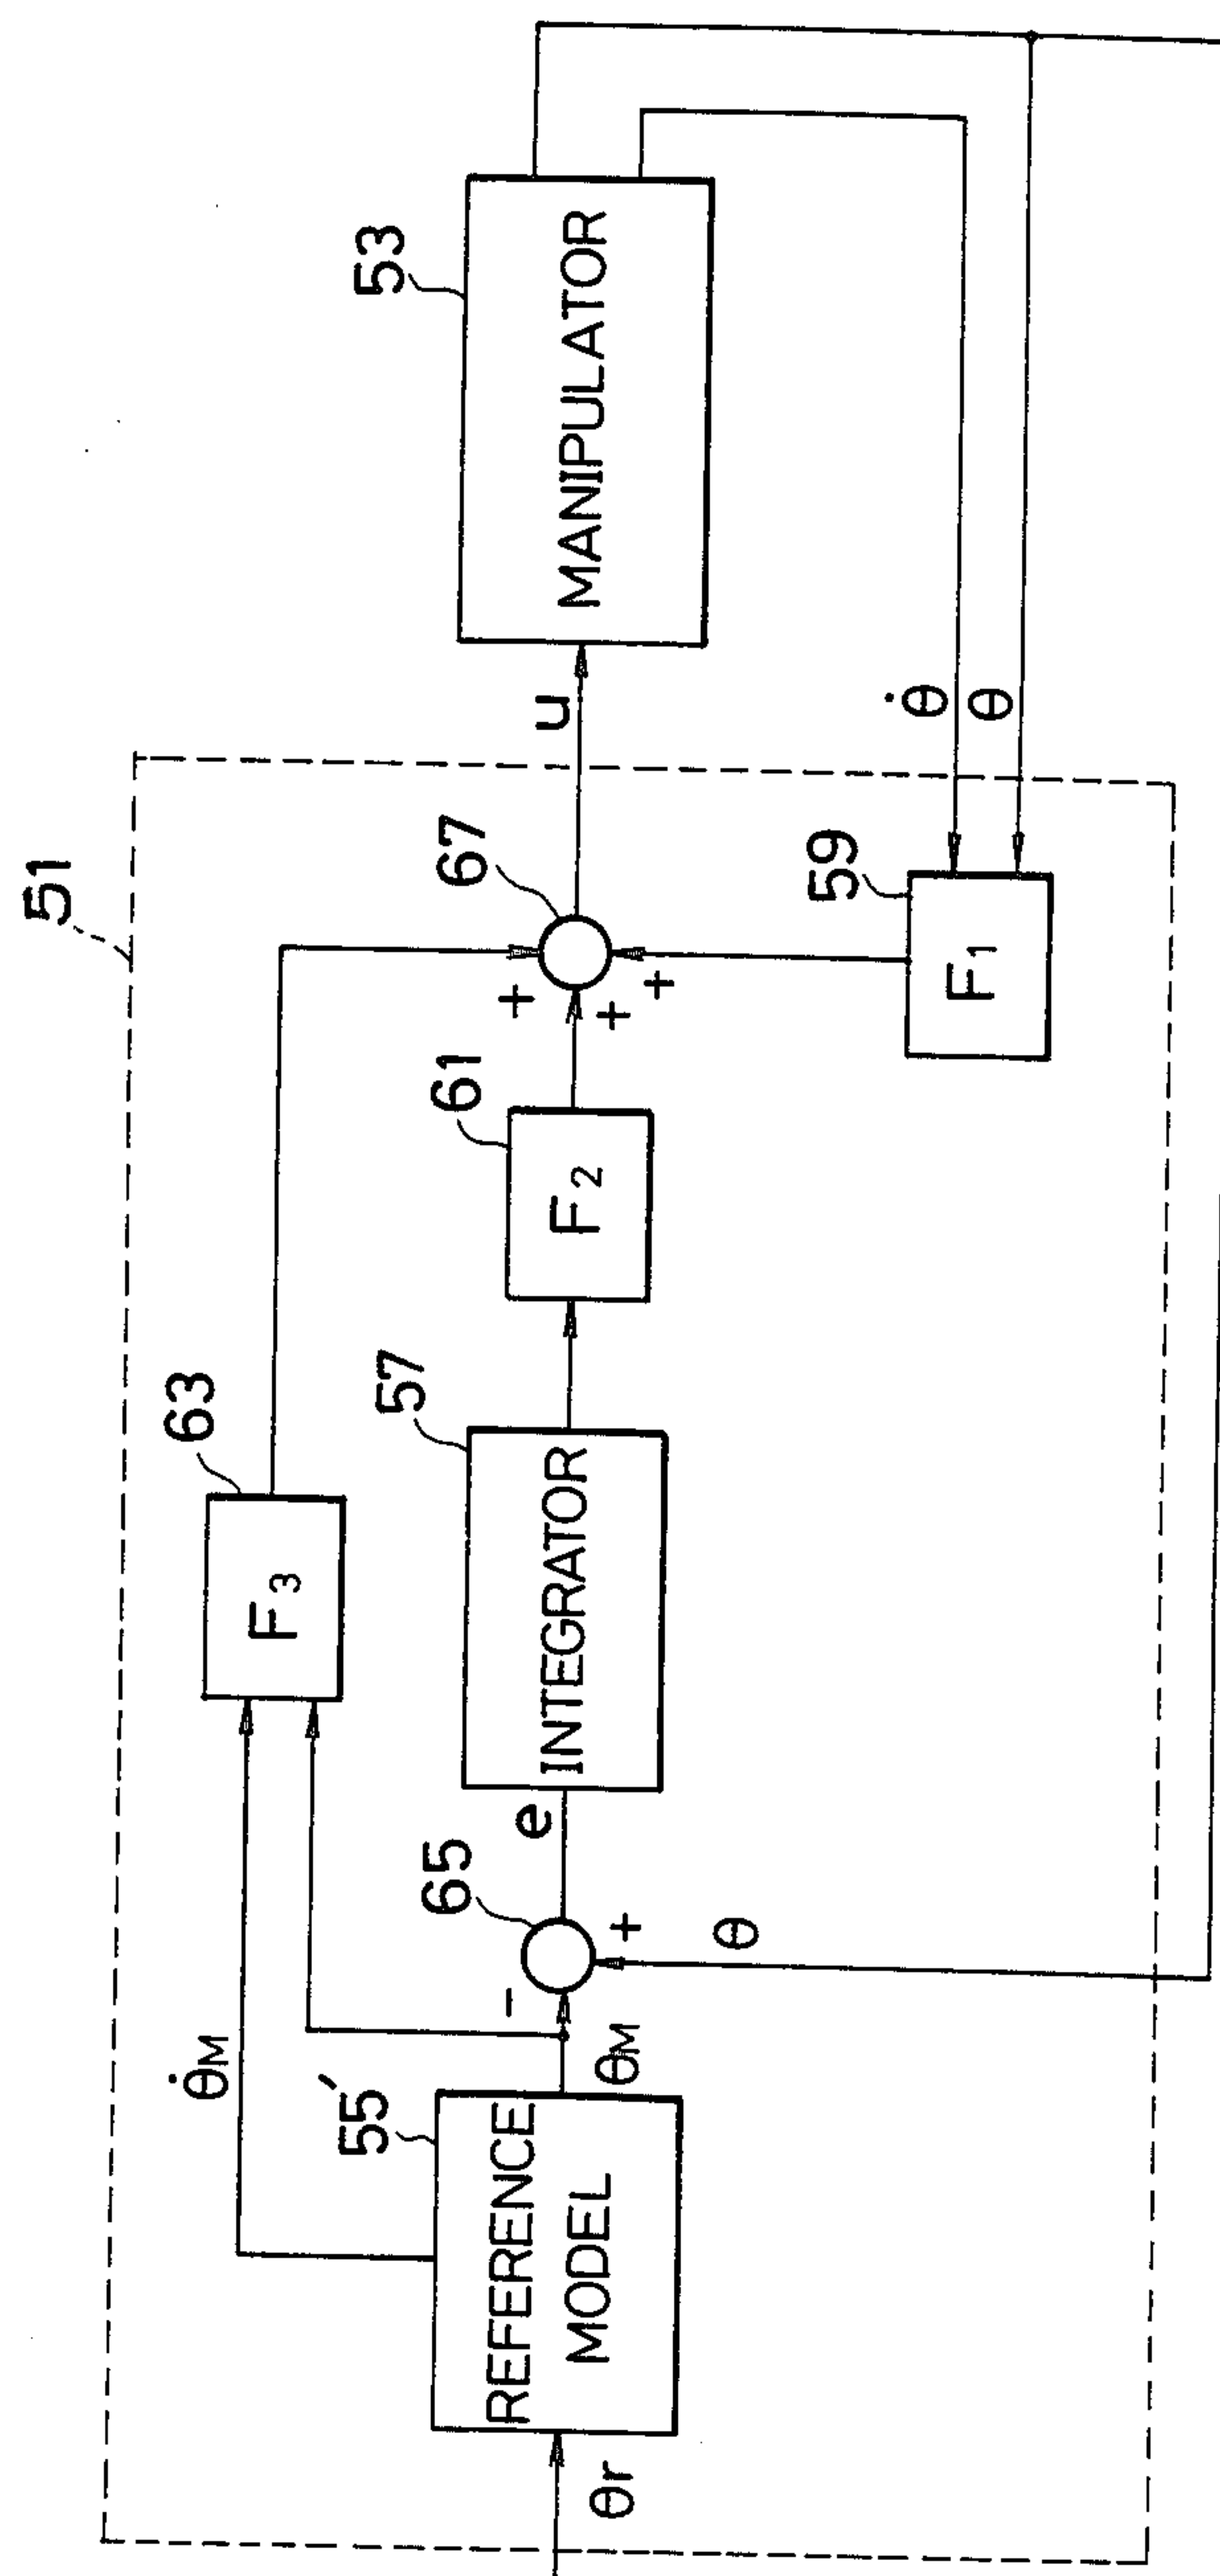 51
63
F3
θ̇M
θr
REFERENCE
MODEL
55′
θM
-
65
+
θ
e
INTEGRATOR
57
F2
61
+
+
+
67
u
MANIPULATOR
53
F1
59
θ̇
θ